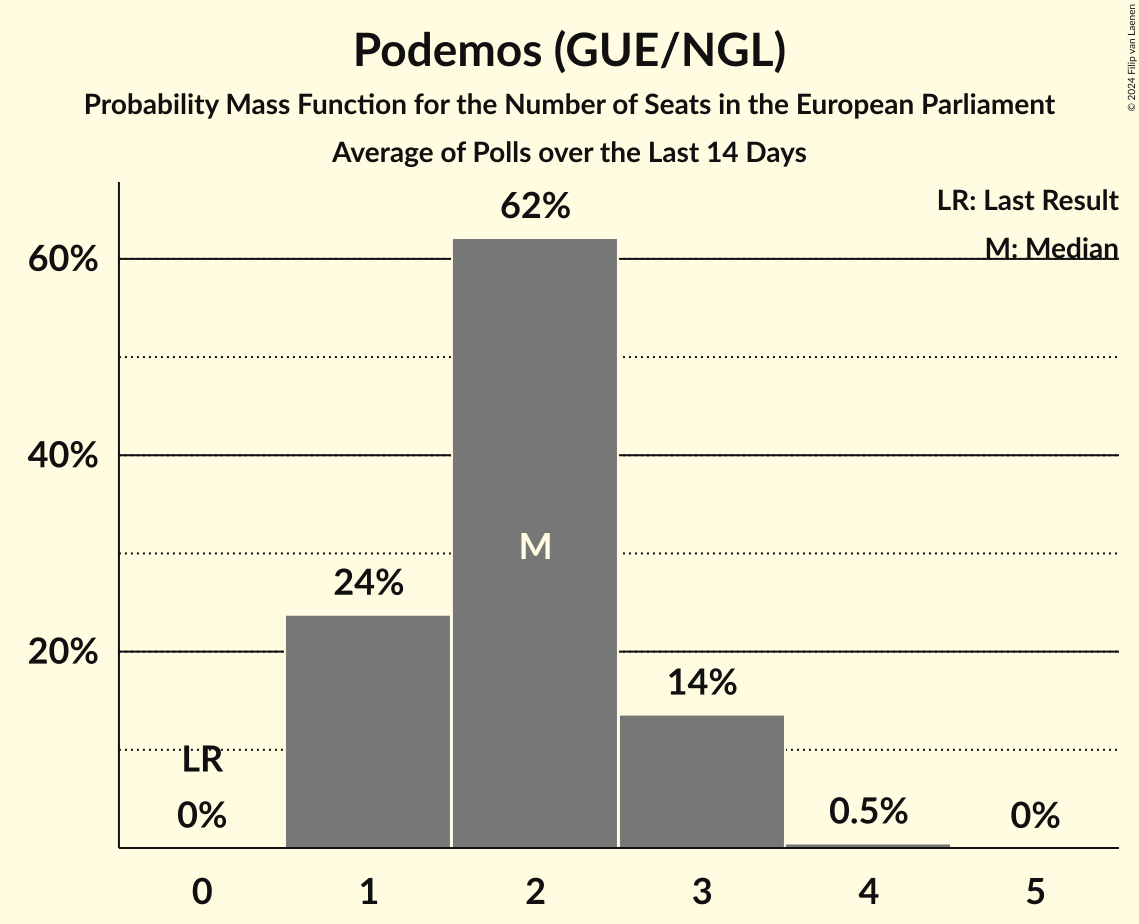 Podemos (GUE/NGL)
Probability Mass Function for the Number of Seats in the European Parliament
Average of Polls over the Last 14 Days
© 2024 Filip van Laenen
LR: Last Result
M: Median
62%
60%
40%
M
24%
20%
14%
LR
0%
0.5%
0%
0 1 2 3 4 5